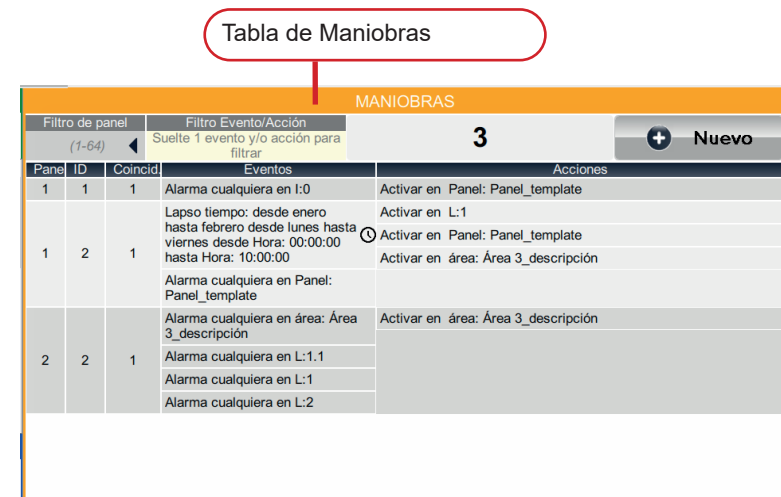 Tabla de Maniobras
MANIOBRAS
Filtro de panel
Filtro Evento/Acción
(1-64)
Suelte 1 evento y/o acción para
filtrar
3
Nuevo
Pane ID Coincid. Eventos Acciones
1 1 1 Alarma cualquiera en I:0 Activar en Panel: Panel_template
1 2 1
Lapso tiempo: desde enero
hasta febrero desde lunes hasta
viernes desde Hora: 00:00:00
hasta Hora: 10:00:00
Activar en L:1
Activar en Panel: Panel_template
Activar en área: Área 3_descripción
Alarma cualquiera en Panel:
Panel_template
2 2 1
Alarma cualquiera en área: Área
3_descripción
Activar en área: Área 3_descripción
Alarma cualquiera en L:1.1
Alarma cualquiera en L:1
Alarma cualquiera en L:2